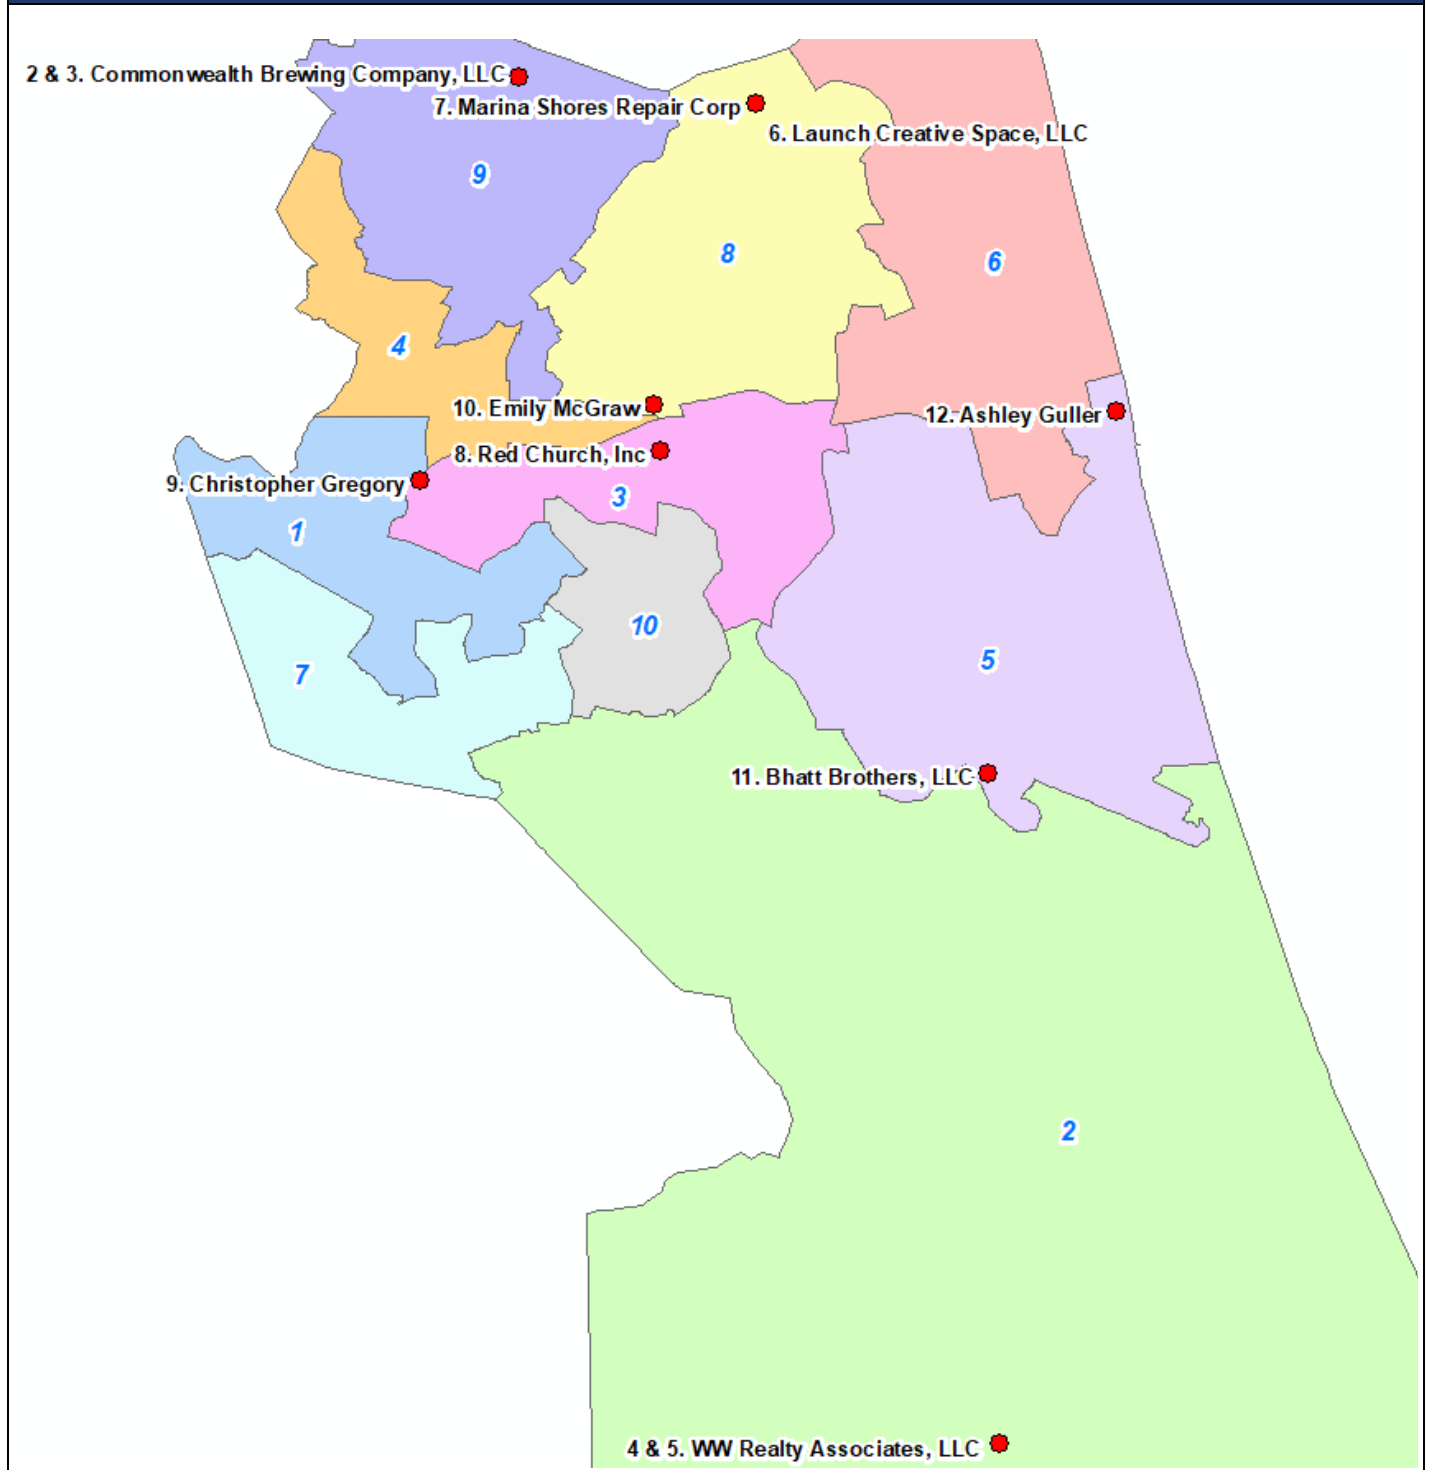 2 & 3. Commonwealth Brewing Company, LLC
7. Marina Shores Repair Corp
6. Launch Creative Space, LLC
9
8
6
4
10. Emily McGraw
12. Ashley Guller
8. Red Church, Inc
9. Christopher Gregory
3
1
10
5
7
11. Bhatt Brothers, LLC
2
4 & 5. WW Realty Associates, LLC